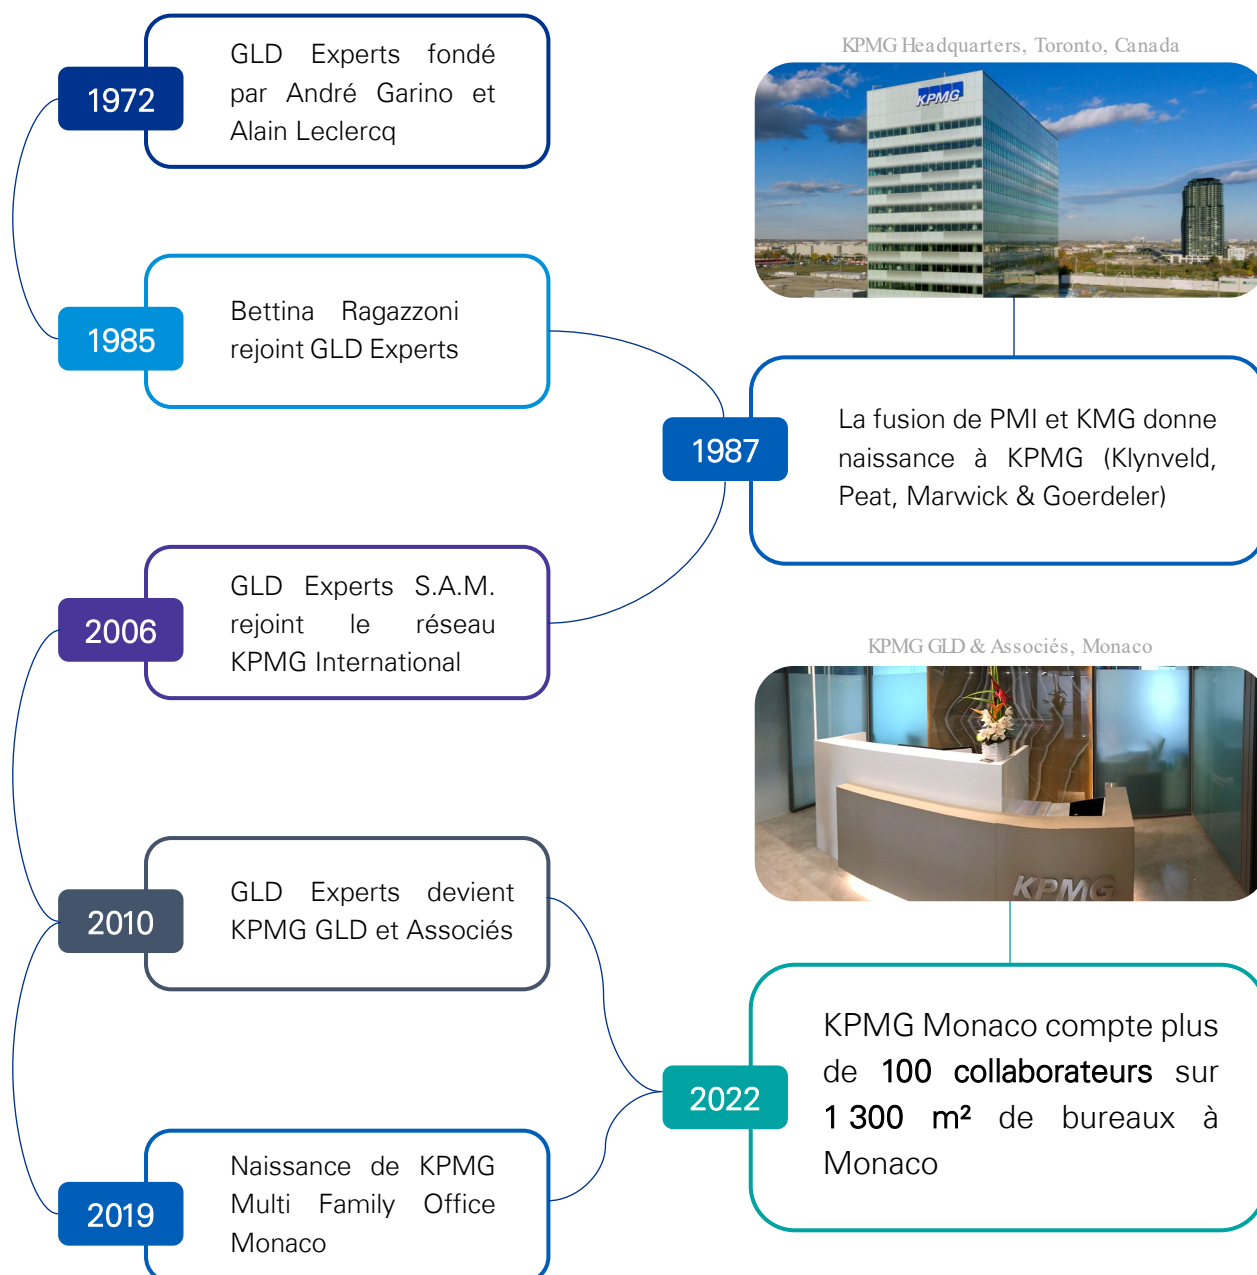 1972
GLD Experts fondé
par André Garino et
Alain Leclercq
KPMG Headquarters, Toronto, Canada
KPMG
1985
Bettina Ragazzoni
rejoint GLD Experts
1987
La fusion de PMI et KMG donne
naissance à KPMG (Klynveld,
Peat, Marwick & Goerdeler)
2006
GLD Experts S.A.M.
rejoint le réseau
KPMG International
KPMG GLD & Associés, Monaco
KPMG
2010
GLD Experts devient
KPMG GLD et Associés
2022
KPMG Monaco compte plus
de 100 collaborateurs sur
1 300 m² de bureaux à
Monaco
2019
Naissance de KPMG
Multi Family Office
Monaco